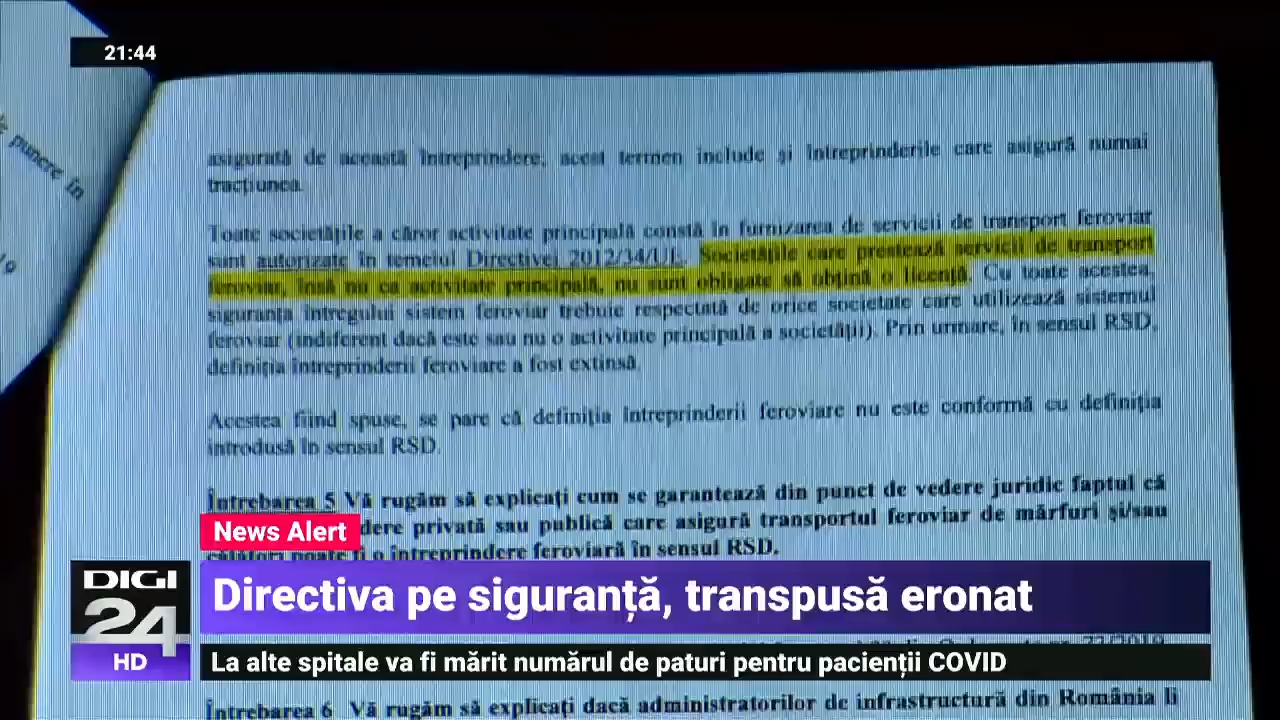 21:44
punere în
asigurată de această întreprindere, acest termen include și întreprinderile care asigură numai
tracțiunea.
Toate societățile a căror activitate principală constă în furnizarea de servicii de transport feroviar
sunt autorizate în temeiul Directivei 2012/34/UE. Societățile care prestează servicii de transport
feroviar, însă nu ca activitate principală, nu sunt obligate să obțină o licență. Cu toate acestea,
siguranța întregului sistem feroviar trebuie respectată de orice societate care utilizează sistemul
feroviar (indiferent dacă este sau nu o activitate principală a societății). Prin urmare, în sensul RSD,
definiția întreprinderii feroviare a fost extinsă.
Acestea fiind spuse, se pare că definiția întreprinderii feroviare nu este conformă cu definiția
introdusă în sensul RSD.
Întrebarea 5 Vă rugăm să explicați cum se garantează din punct de vedere juridic faptul că
dere privată sau publică care asigură transportul feroviar de mărfuri și/sau
fi o întreprindere feroviară în sensul RSD.
News Alert
DIGI
24
HD
Directiva pe siguranță, transpusă eronat
La alte spitale va fi mărit numărul de paturi pentru pacienții COVID
Întrebarea 6 Vă rugăm să explicați dacă administratorilor de infrastructură din România li